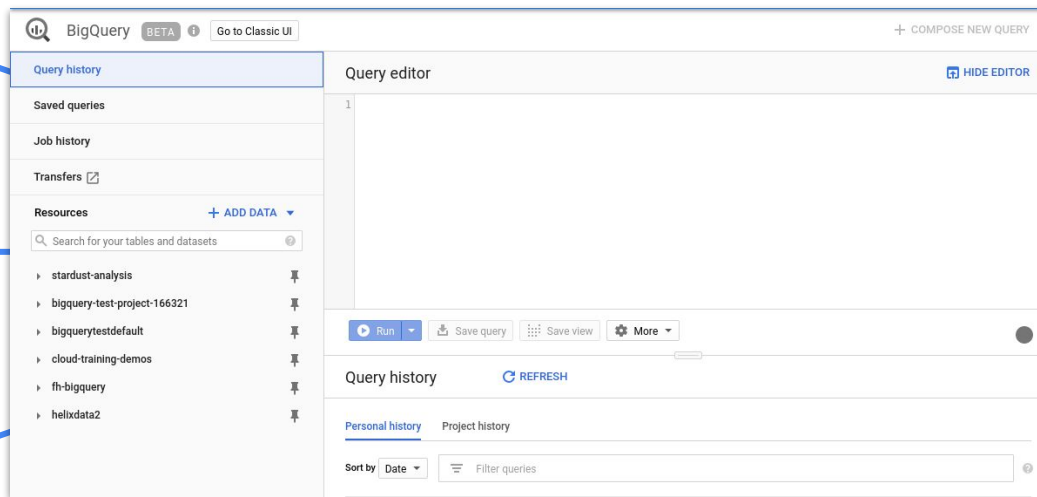 BigQuery BETA Go to Classic UI + COMPOSE NEW QUERY
Query history
Saved queries
Job history
Transfers
Resources + ADD DATA
Search for your tables and datasets
stardust-analysis
bigquery-test-project-166321
bigquerytestdefault
cloud-training-demos
fh-bigquery
helixdata2
Query editor HIDE EDITOR
1
Run Save query Save view More
Query history REFRESH
Personal history Project history
Sort by Date Filter queries